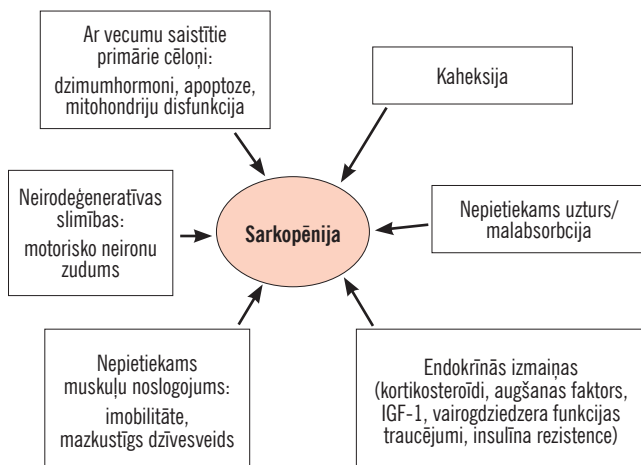 Ar vecumu saistītie
primārie cēloņi:
dzimumhormoni, apoptoze,
mitohondriju disfunkcija
Kaheksija
Neirodeģeneratīvas
slimības:
motorisko neironu
zudums
Sarkopēnija
Nepietiekams uzturs/
malabsorbcija
Nepietiekams
muskuļu noslogojums:
imobilitāte,
mazkustīgs dzīvesveids
Endokrīnās izmaiņas
(kortikosteroīdi, augšanas faktors,
IGF-1, vairogdziedzera funkcijas
traucējumi, insulīna rezistence)